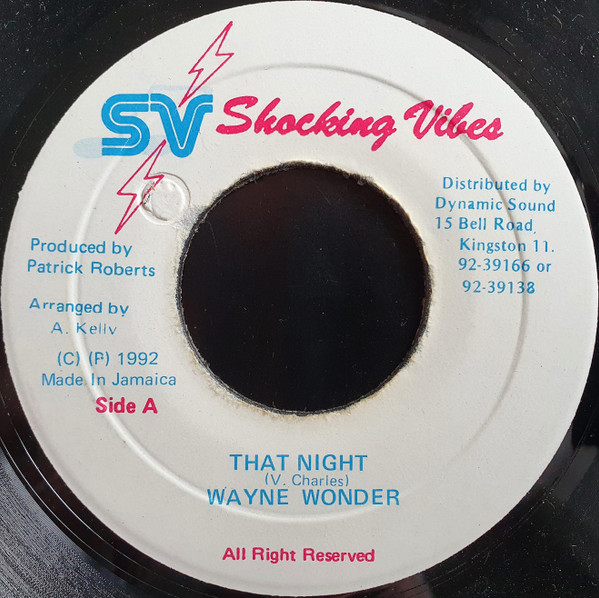 SV Shocking Vibes
Distributed by
Dynamic Sound
15 Bell Road,
Kingston 11.
92-39166 or
92-39138
Produced by
Patrick Roberts
Arranged by
A. Kelly
(C) (P) 1992
Made In Jamaica
Side A
THAT NIGHT
(V. Charles)
WAYNE WONDER
All Right Reserved